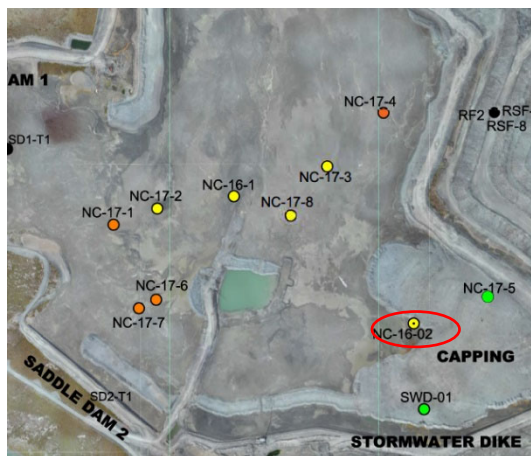 NC-17-4
RSF-
RF2
RSF-8
AM 1
SD1-T1
NC-17-3
NC-17-2
NC-16-1
NC-17-1
NC-17-8
NC-17-6
NC-17-5
NC-17-7
NC-16-02
CAPPING
SADDLE DAM 2
SD2-T1
SWD-01
STORMWATER DIKE